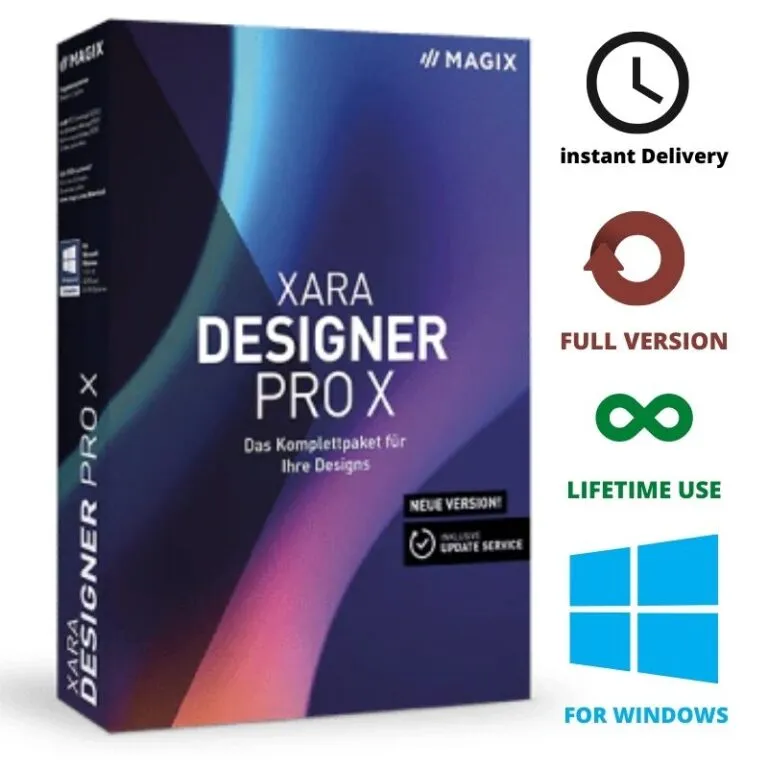 MAGIX
MAGIX
XARA
DESIGNER
PRO X
Das Komplettpaket für
Ihre Designs
NEUE VERSION!
INKLUSIVE
UPDATE SERVICE
XARA
DESIGNER PRO X
instant Delivery
FULL VERSION
LIFETIME USE
FOR WINDOWS